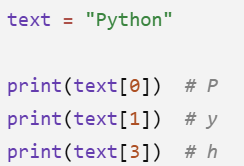 text = "Python"
print(text[0])  # P
print(text[1])  # y
print(text[3])  # h